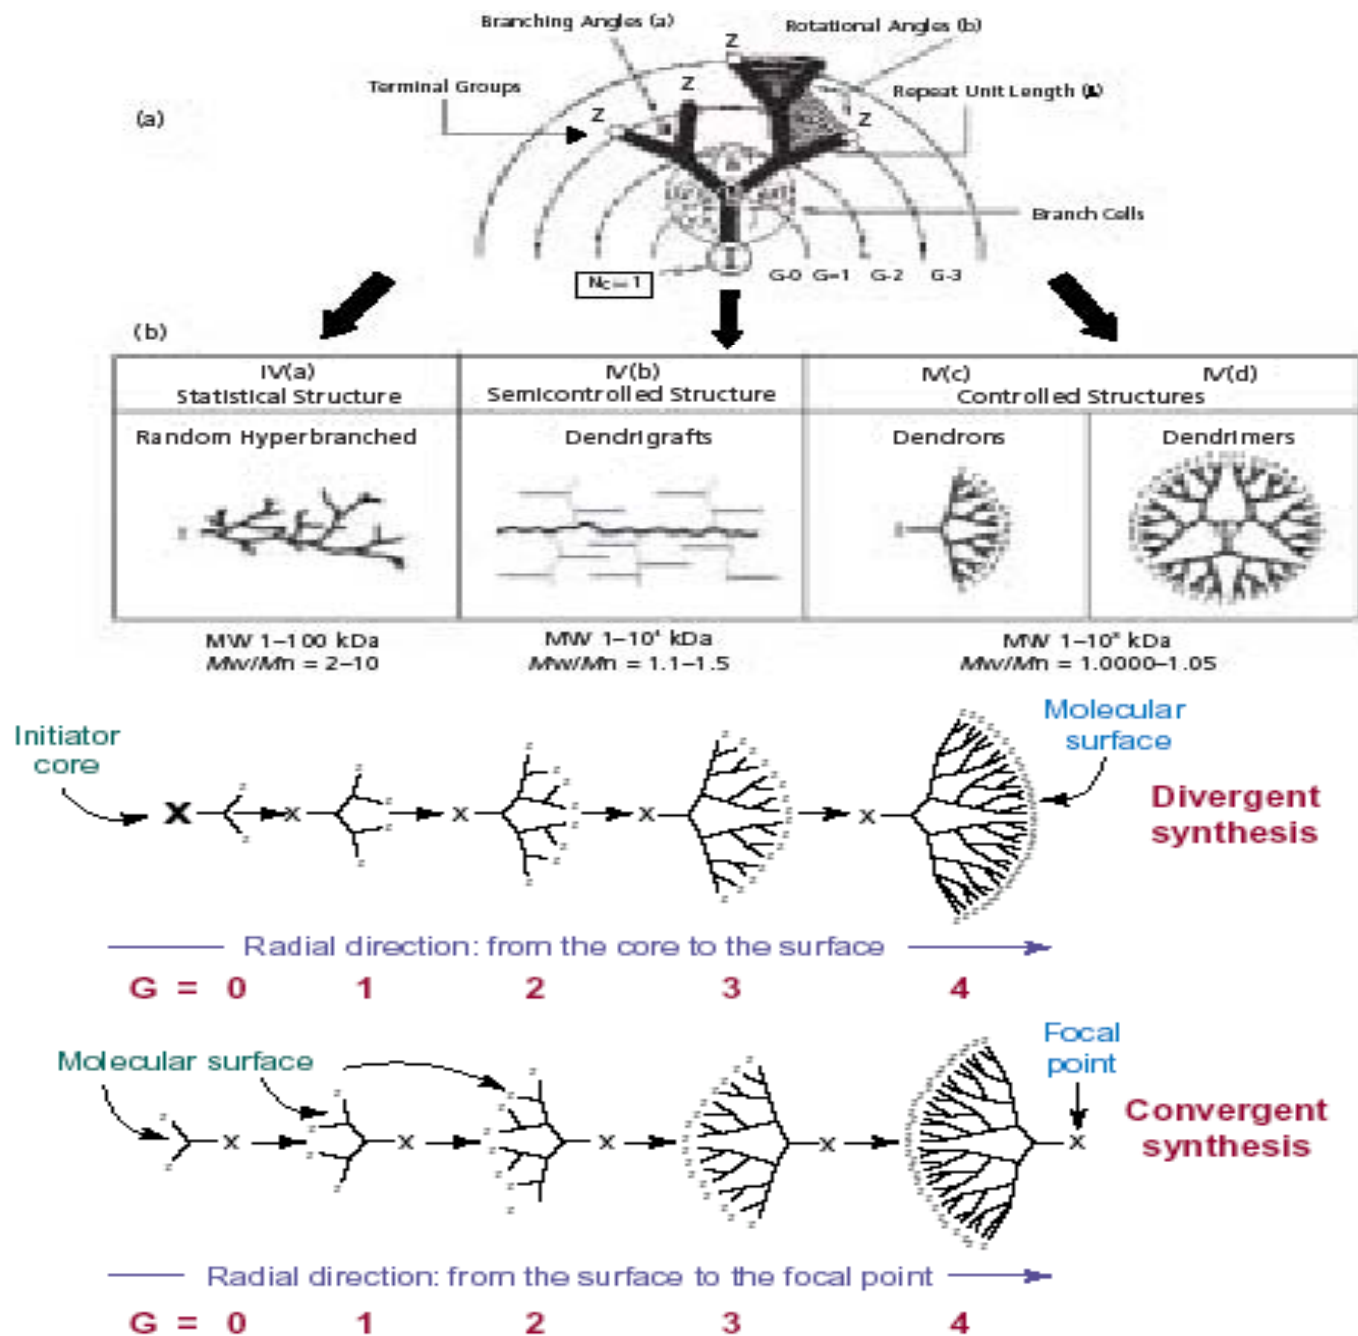 Branching Angles (a)
Rotational Angles (b)
Z
Terminal Groups
Z
Repeat Unit Length
(a)
Z
Z
Branch Cells
G-0 G=1 G-2 G-3
Nc=1
(b)
IV(a)
Statistical Structure
IV(b)
Semicontrolled Structure
IV(c)
IV(d)
Controlled Structures
Random Hyperbranched
Dendrigrafts
Dendrons
Dendrimers
MW 1–100 kDa
Mw/Mn = 2–10
MW kDa
Mw/Mn = 1.1–1.5
MW kDa
Mw/Mn = 1.0000–1.05
Initiator
core
Molecular
surface
X
X
X
X
X
Divergent
synthesis
Radial direction: from the core to the surface
G = 0 1 2 3 4
Molecular surface
Focal
point
X
X
X
X
X
Convergent
synthesis
Radial direction: from the surface to the focal point
G = 0 1 2 3 4